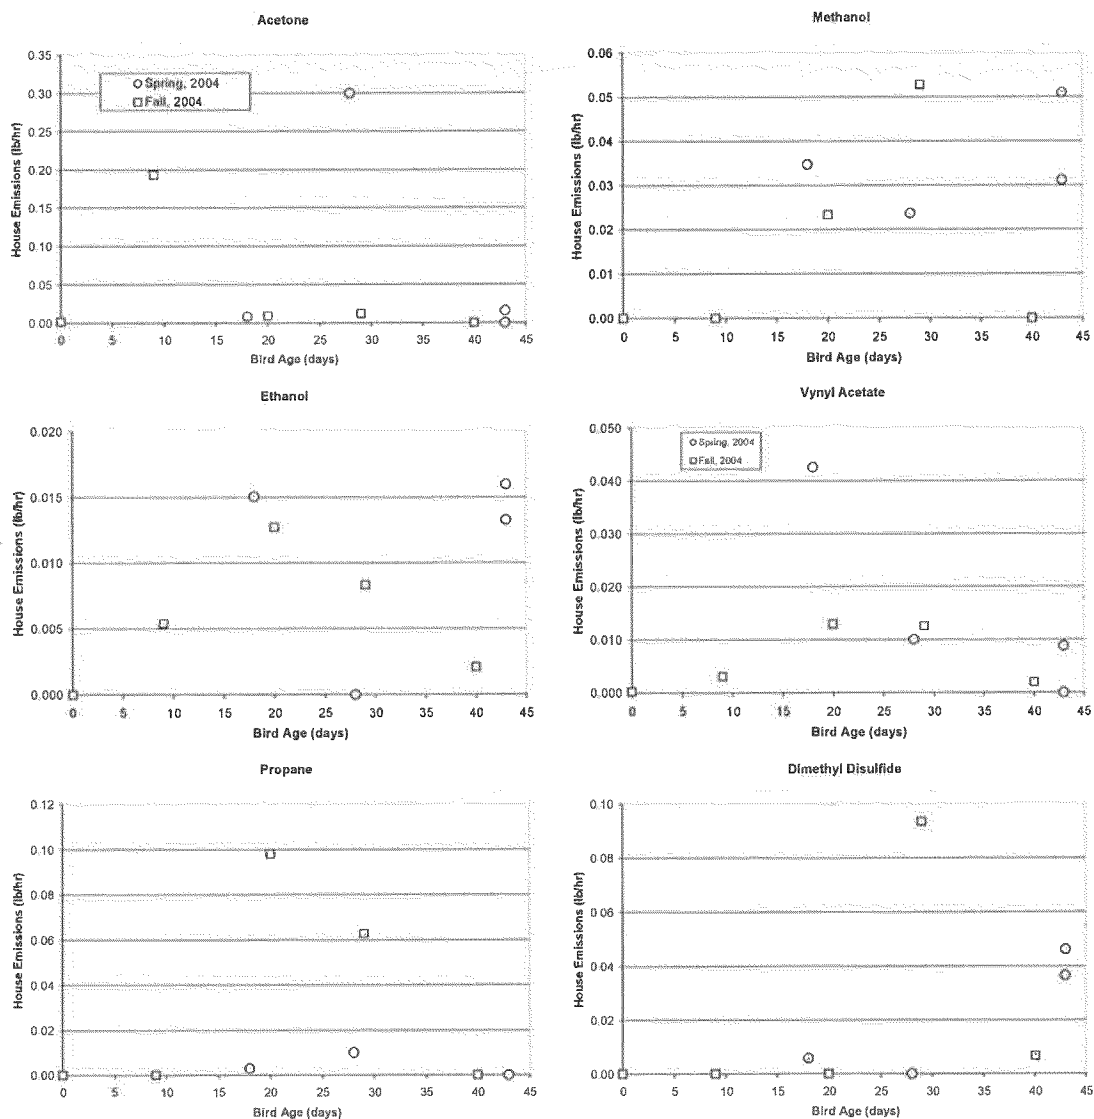 Acetone
House Emissions (lb/hr)
0.35
0.30
0.25
0.20
0.15
0.10
0.05
0.00
Spring, 2004
Fall, 2004
0 5 10 15 20 25 30 35 40 45
Bird Age (days)
Methanol
House Emissions (lb/hr)
0.06
0.05
0.04
0.03
0.02
0.01
0.00
0 5 10 15 20 25 30 35 40 45
Bird Age (days)
Ethanol
House Emissions (lb/hr)
0.020
0.015
0.010
0.005
0.000
0 5 10 15 20 25 30 35 40 45
Bird Age (days)
Vynyl Acetate
House Emissions (lb/hr)
0.050
0.040
0.030
0.020
0.010
0.000
Spring, 2004
Fall, 2004
0 5 10 15 20 25 30 35 40 45
Bird Age (days)
Propane
House Emissions (lb/hr)
0.12
0.10
0.08
0.06
0.04
0.02
0.00
0 5 10 15 20 25 30 35 40 45
Bird Age (days)
Dimethyl Disulfide
House Emissions (lb/hr)
0.10
0.08
0.06
0.04
0.02
0.00
0 5 10 15 20 25 30 35 40 45
Bird Age (days)